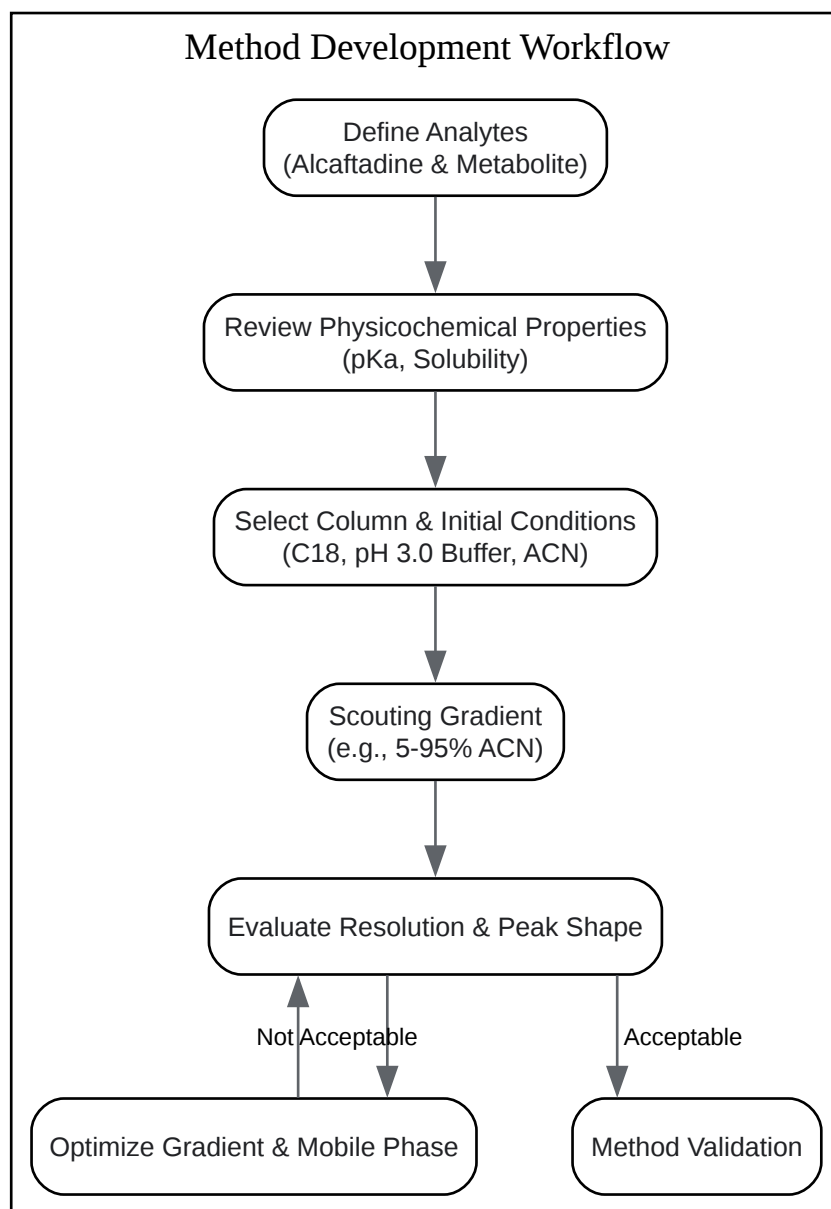 Method Development Workflow
Define Analytes
(Alcaftadine & Metabolite)
Review Physicochemical Properties
(pKa, Solubility)
Select Column & Initial Conditions
(C18, pH 3.0 Buffer, ACN)
Scouting Gradient
(e.g., 5-95% ACN)
Evaluate Resolution & Peak Shape
Not Acceptable
Acceptable
Optimize Gradient & Mobile Phase
Method Validation